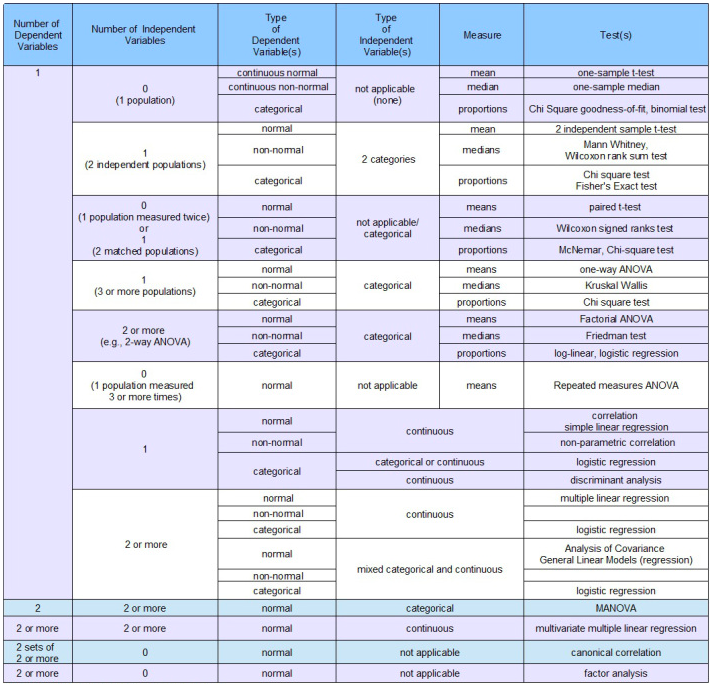 Number of
Dependent
Variables
Number of Independent
Variables
Type
of
Dependent
Variable(s)
Type
of
Independent
Variable(s)
Measure
Test(s)
1
0
(1 population)
continuous normal
not applicable
(none)
mean
one-sample t-test
continuous non-normal
median
one-sample median
categorical
proportions
Chi Square goodness-of-fit, binomial test
1
(2 independent populations)
normal
2 categories
mean
2 independent sample t-test
non-normal
medians
Mann Whitney,
Wilcoxon rank sum test
categorical
proportions
Chi square test
Fisher's Exact test
0
(1 population measured twice)
or
1
(2 matched populations)
normal
not applicable/
categorical
means
paired t-test
non-normal
medians
Wilcoxon signed ranks test
categorical
proportions
McNemar, Chi-square test
1
(3 or more populations)
normal
categorical
means
one-way ANOVA
non-normal
medians
Kruskal Wallis
categorical
proportions
Chi square test
2 or more
(e.g., 2-way ANOVA)
normal
categorical
means
Factorial ANOVA
non-normal
medians
Friedman test
categorical
proportions
log-linear, logistic regression
0
(1 population measured
3 or more times)
normal
not applicable
means
Repeated measures ANOVA
1
normal
continuous
correlation
simple linear regression
non-normal
non-parametric correlation
categorical
categorical or continuous
logistic regression
continuous
discriminant analysis
2 or more
normal
continuous
multiple linear regression
non-normal
categorical
logistic regression
normal
mixed categorical and continuous
Analysis of Covariance
General Linear Models (regression)
non-normal
categorical
logistic regression
2
2 or more
normal
categorical
MANOVA
2 or more
2 or more
normal
continuous
multivariate multiple linear regression
2 sets of
2 or more
0
normal
not applicable
canonical correlation
2 or more
0
normal
not applicable
factor analysis